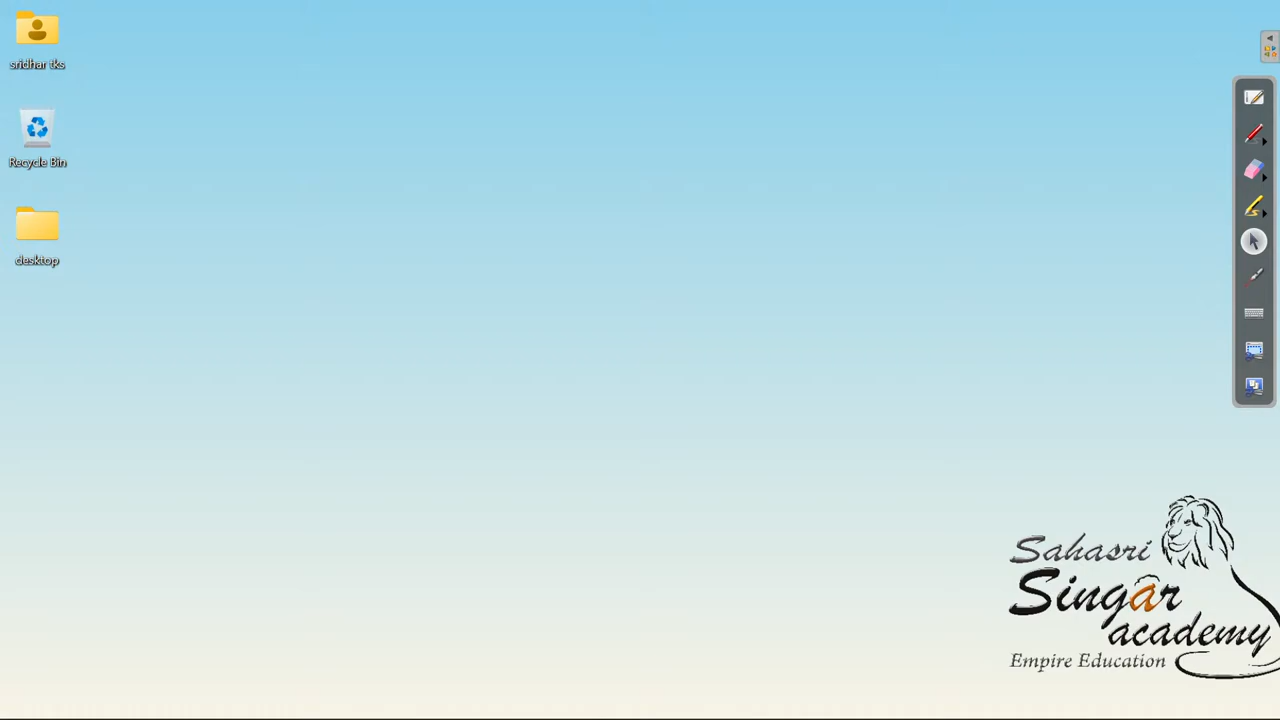 sridhar tks
Recycle Bin
desktop
Sahasri
Singar
academy
Empire Education